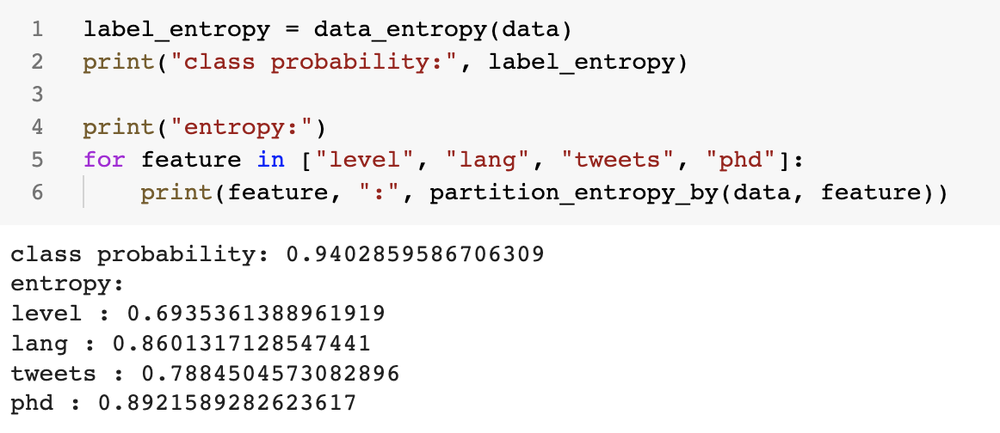 1 label_entropy = data_entropy(data)
2 print("class probability:", label_entropy)
3
4 print("entropy:")
5 for feature in ["level", "lang", "tweets", "phd"]:
6     print(feature, ":", partition_entropy_by(data, feature))
class probability: 0.9402859586706309
entropy:
level : 0.6935361388961919
lang : 0.8601317128547441
tweets : 0.7884504573082896
phd : 0.8921589282623617